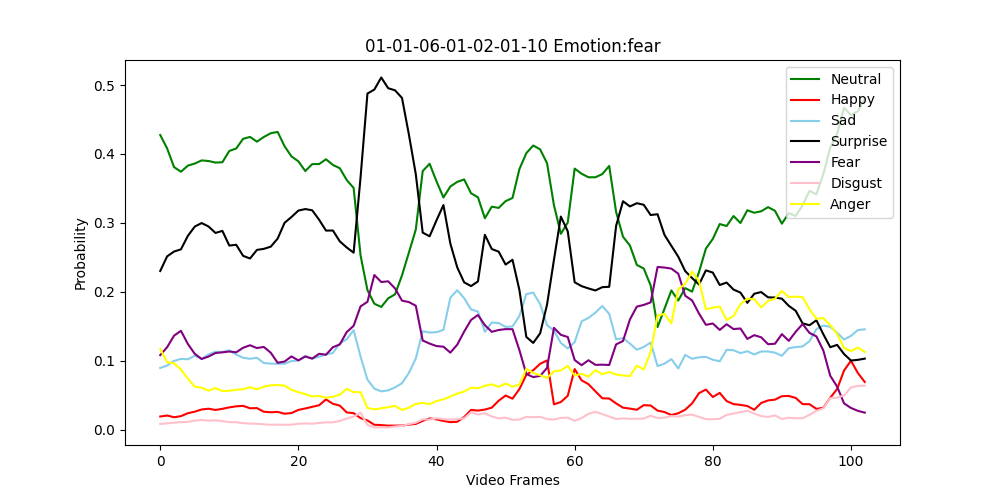 01-01-06-01-02-01-10 Emotion:fear
Probability
0.5
0.4
0.3
0.2
0.1
0.0
0
20
40
60
80
100
Video Frames
Neutral
Happy
Sad
Surprise
Fear
Disgust
Anger